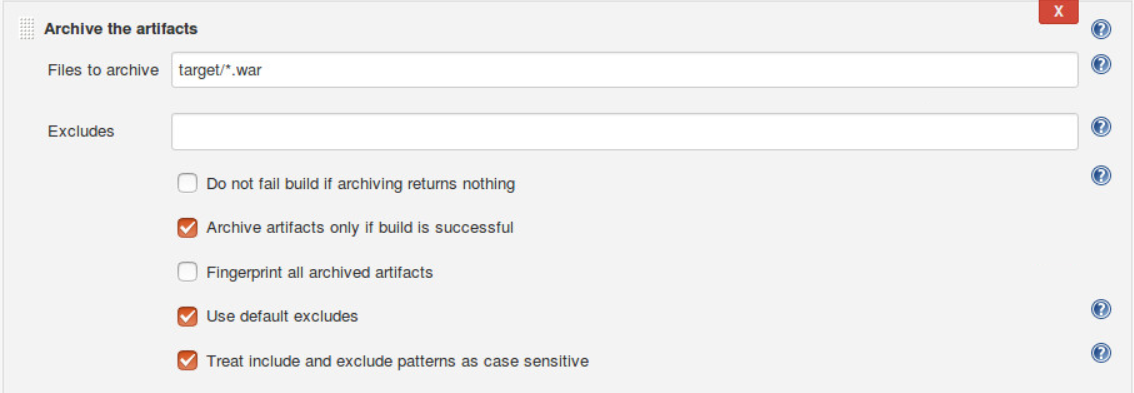 X
Archive the artifacts ?
Files to archive target/*.war ?
Excludes ?
Do not fail build if archiving returns nothing ?
Archive artifacts only if build is successful
Fingerprint all archived artifacts
Use default excludes ?
Treat include and exclude patterns as case sensitive ?